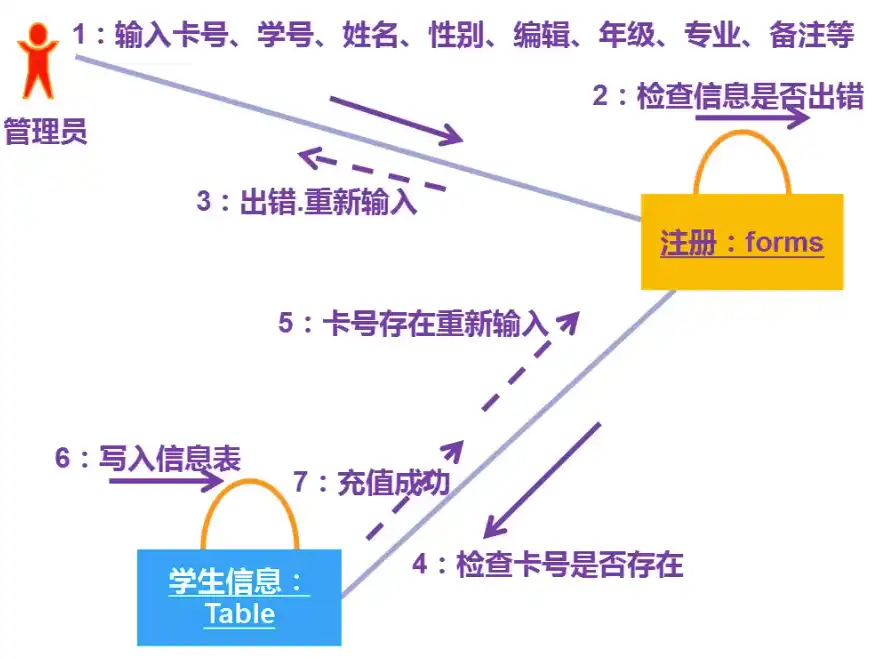 1：输入卡号、学号、姓名、性别、编辑、年级、专业、备注等
2：检查信息是否出错
管理员
3：出错.重新输入
注册：forms
5：卡号存在重新输入
6：写入信息表
7：充值成功
4：检查卡号是否存在
学生信息：
Table